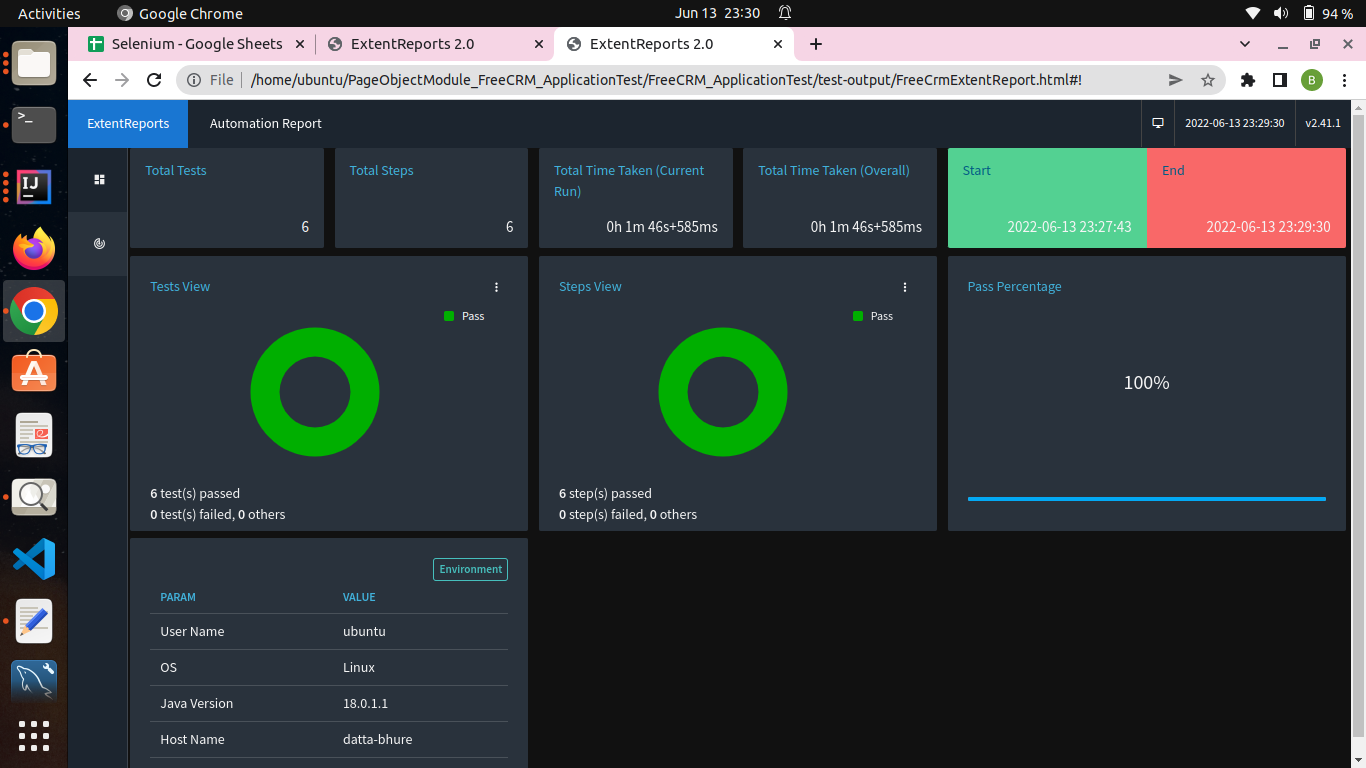 Activities
Google Chrome
Jun 13 23:30
94 %
Selenium - Google Sheets
ExtentReports 2.0
ExtentReports 2.0
File
/home/ubuntu/PageObjectModule_FreeCRM_ApplicationTest/FreeCRM_ApplicationTest/test-output/FreeCrmExtentReport.html#!
B
>_
IJ
ExtentReports
Automation Report
2022-06-13 23:29:30
v2.41.1
Total Tests
6
Total Steps
6
Total Time Taken (Current
Run)
0h 1m 46s+585ms
Total Time Taken (Overall)
0h 1m 46s+585ms
Start
2022-06-13 23:27:43
End
2022-06-13 23:29:30
Tests View
Pass
6 test(s) passed
0 test(s) failed, 0 others
Steps View
Pass
6 step(s) passed
0 step(s) failed, 0 others
Pass Percentage
100%
Environment
PARAM VALUE
User Name ubuntu
OS Linux
Java Version 18.0.1.1
Host Name datta-bhure